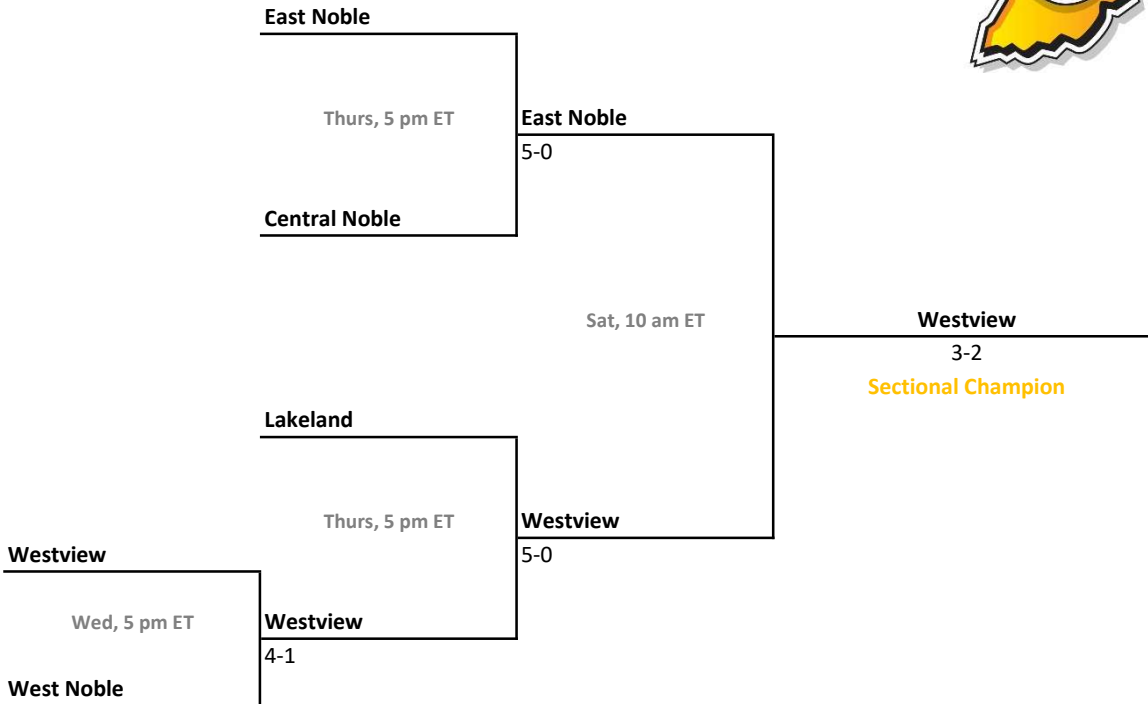 East Noble
Thurs, 5 pm ET
East Noble
5-0
Central Noble
Sat, 10 am ET
Westview
3-2
Sectional Champion
Lakeland
Thurs, 5 pm ET
Westview
5-0
Westview
Wed, 5 pm ET
Westview
4-1
West Noble